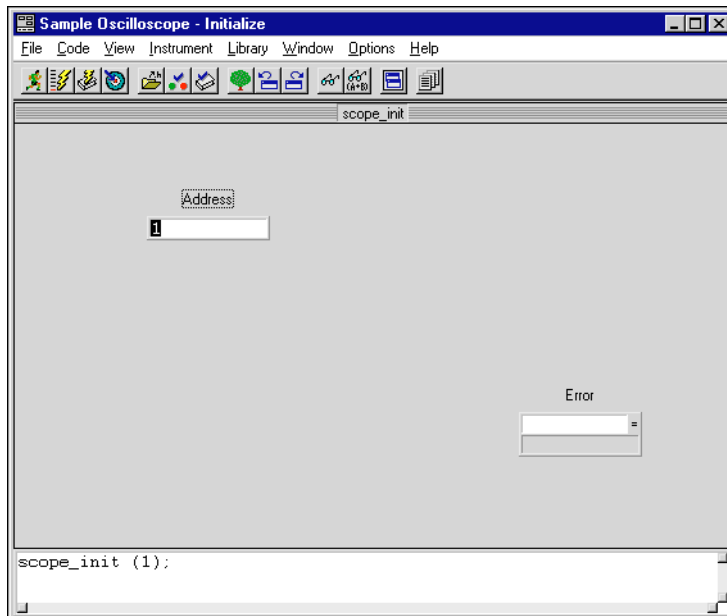 Sample Oscilloscope - Initialize
File Code View Instrument Library Window Options Help
scope_init
Address
1
Error
=
scope_init (1);